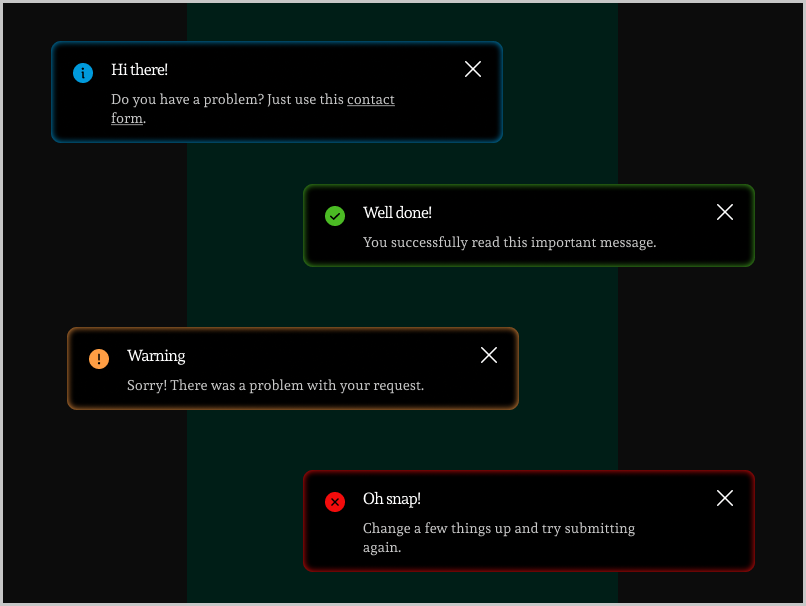 Hi there!
Do you have a problem? Just use this contact
form.
Well done!
You successfully read this important message.
Warning
Sorry! There was a problem with your request.
Oh snap!
Change a few things up and try submitting
again.